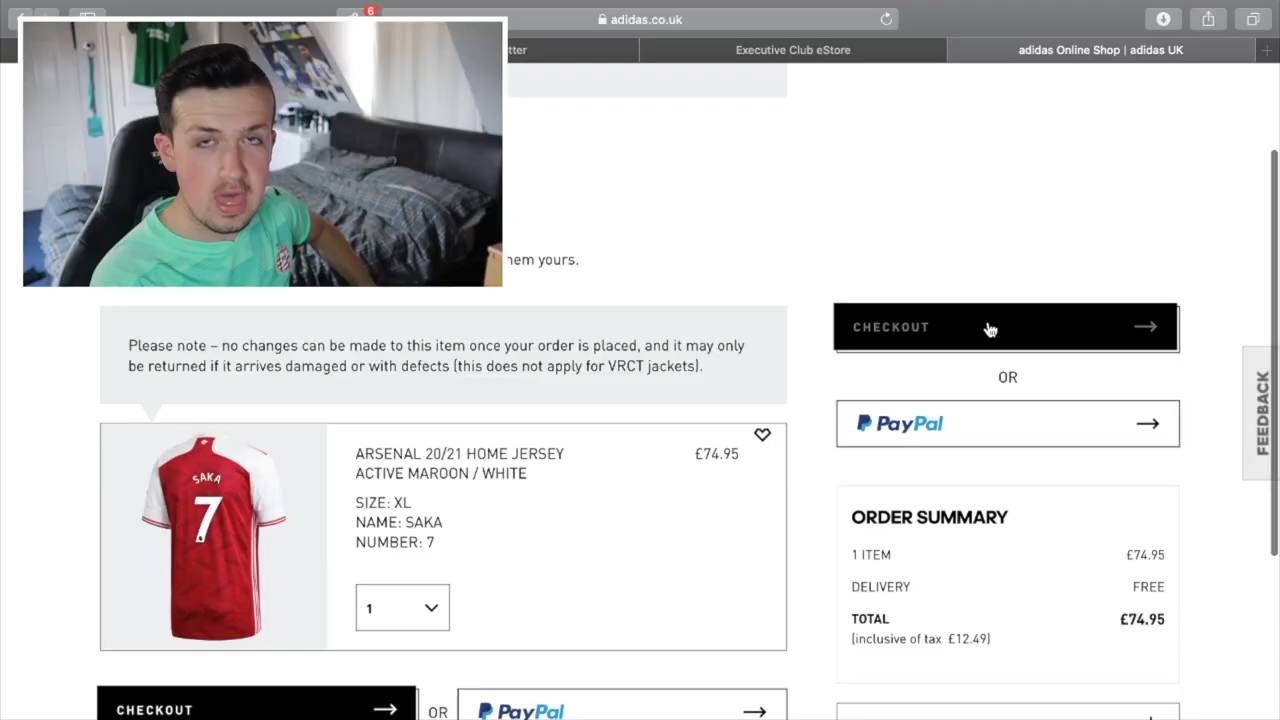 6
adidas.co.uk
tter
Executive Club eStore
adidas Online Shop | adidas UK
hem yours.
Please note – no changes can be made to this item once your order is placed, and it may only
be returned if it arrives damaged or with defects (this does not apply for VRCT jackets).
CHECKOUT
OR
PayPal
FEEDBACK
SAKA
7
ARSENAL 20/21 HOME JERSEY
£74.95
ACTIVE MAROON / WHITE
SIZE: XL
NAME: SAKA
NUMBER: 7
1
ORDER SUMMARY
1 ITEM £74.95
DELIVERY FREE
TOTAL £74.95
(inclusive of tax £12.49)
CHECKOUT
OR
PayPal